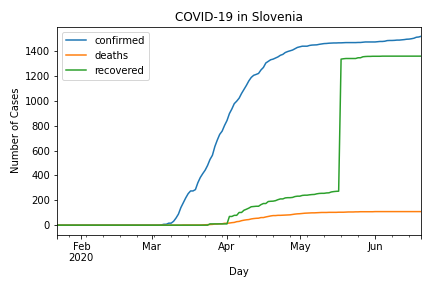 COVID-19 in Slovenia
confirmed
deaths
recovered
Number of Cases
1400
1200
1000
800
600
400
200
0
Feb
2020
Mar
Apr
May
Jun
Day